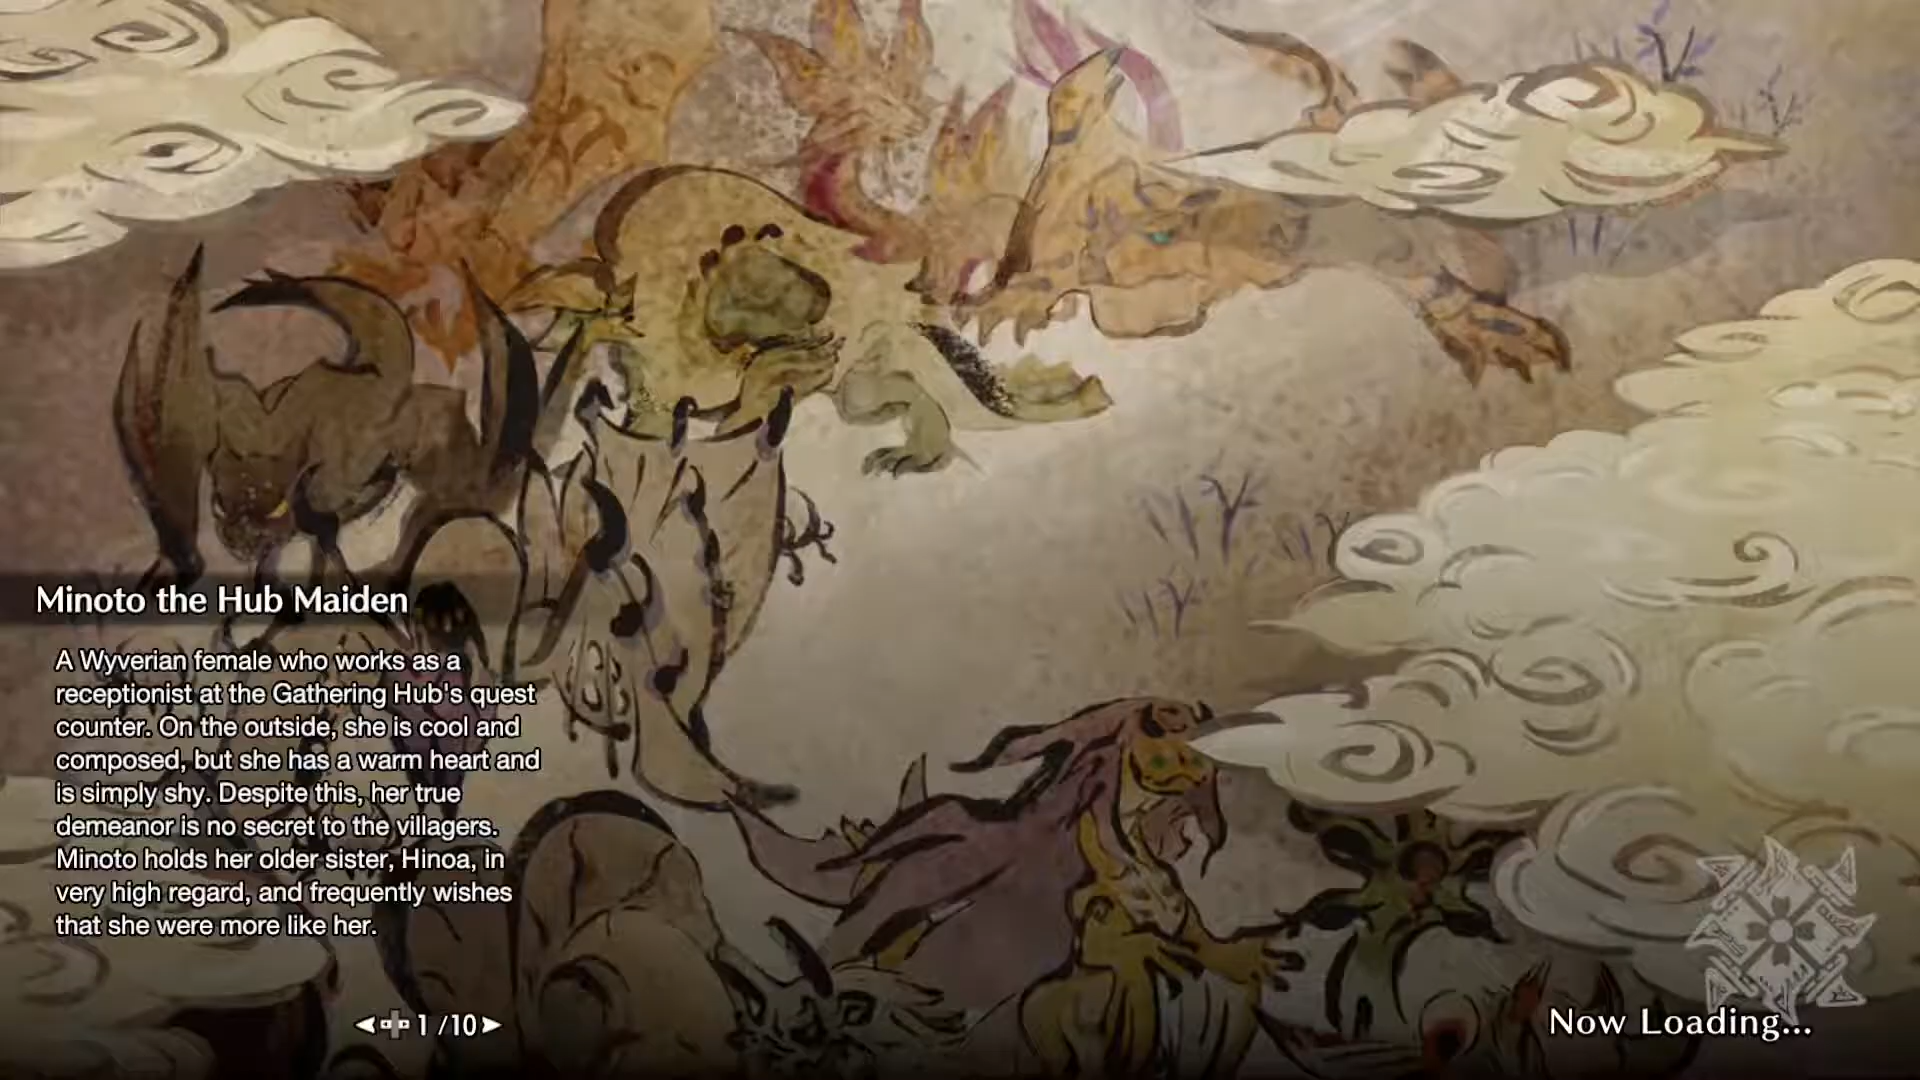 Minoto the Hub Maiden
A Wyverian female who works as a
receptionist at the Gathering Hub's quest
counter. On the outside, she is cool and
composed, but she has a warm heart and
is simply shy. Despite this, her true
demeanor is no secret to the villagers.
Minoto holds her older sister, Hinoa, in
very high regard, and frequently wishes
that she were more like her.
1 /10
Now Loading...